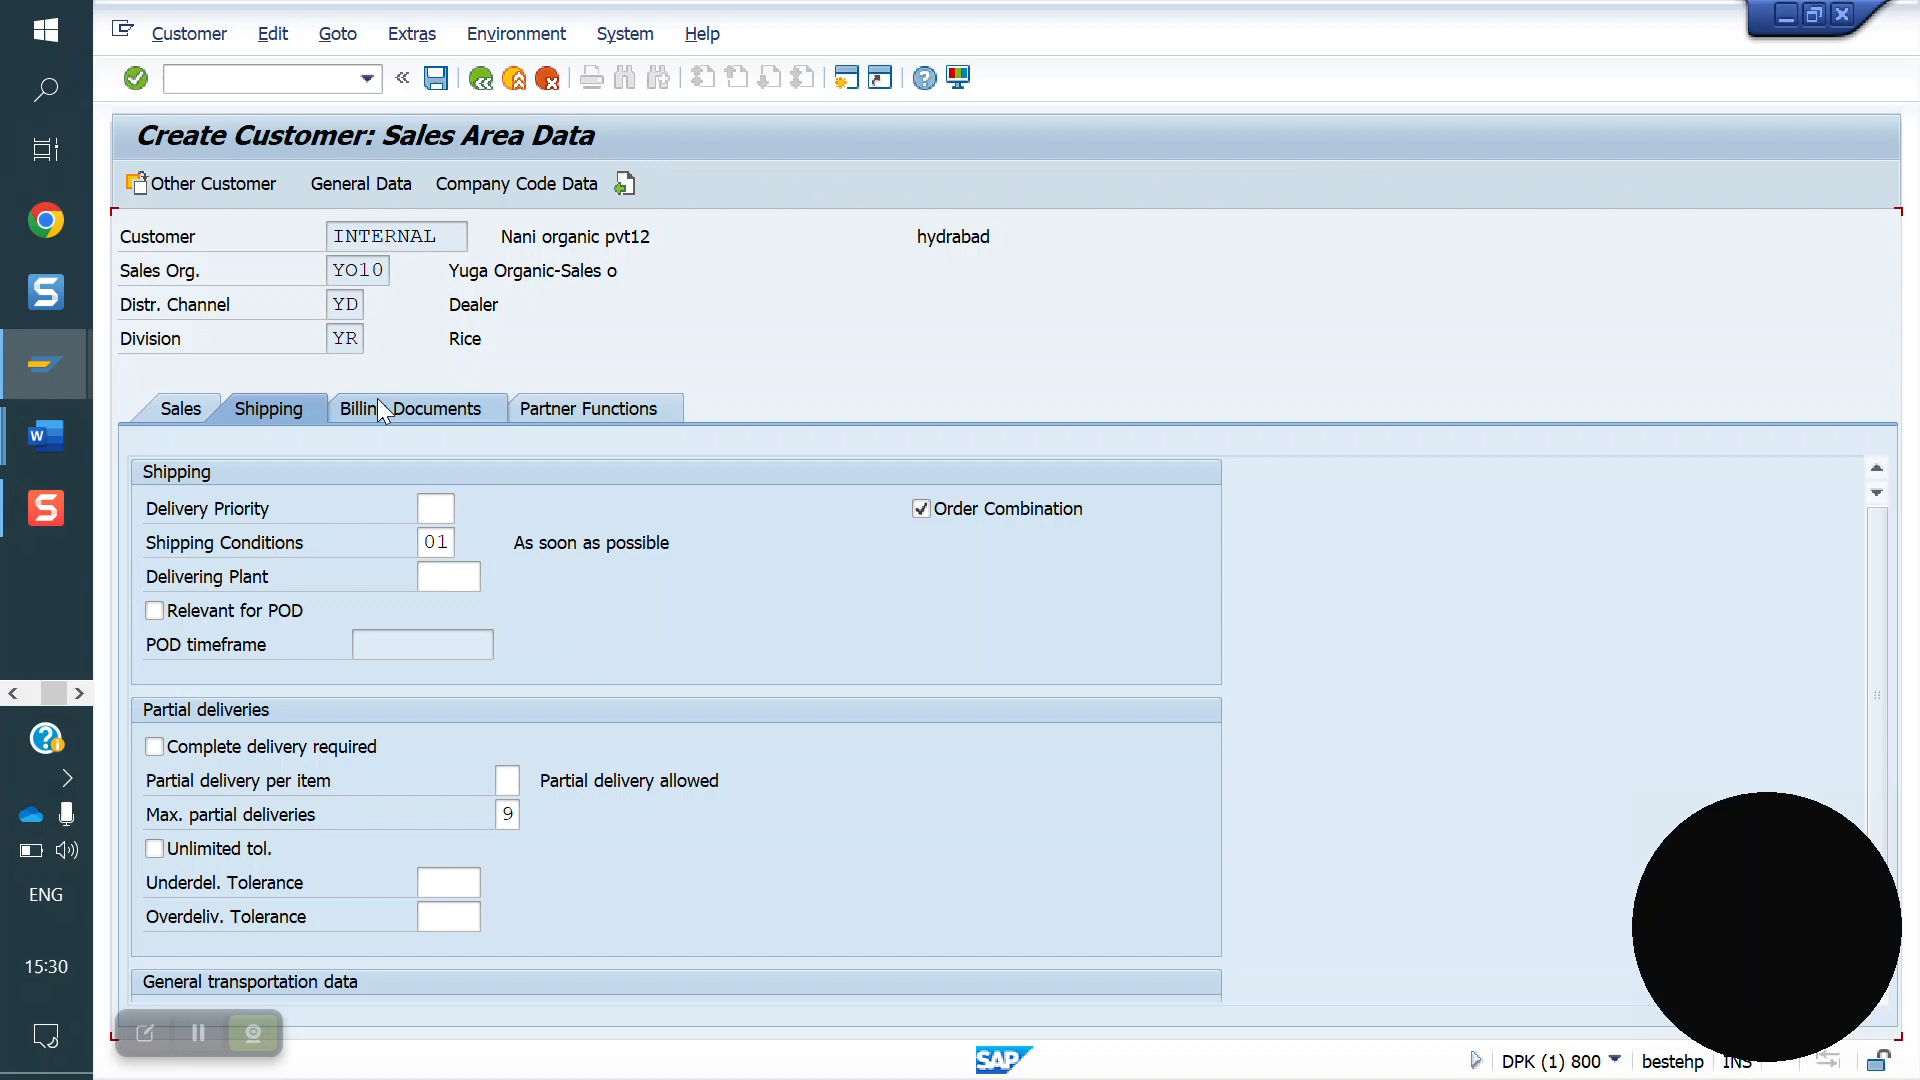 Customer Edit Goto Extras Environment System Help
Create Customer: Sales Area Data
Other Customer General Data Company Code Data
Customer INTERNAL Nani organic pvt12 hydrabad
Sales Org. YO10 Yuga Organic-Sales o
Distr. Channel YD Dealer
Division YR Rice
Sales Shipping Billin Documents Partner Functions
Shipping
Delivery Priority Order Combination
Shipping Conditions 01 As soon as possible
Delivering Plant
Relevant for POD
POD timeframe
Partial deliveries
Complete delivery required
Partial delivery per item Partial delivery allowed
Max. partial deliveries 9
Unlimited tol.
Underdel. Tolerance
Overdeliv. Tolerance
General transportation data
ENG
15:30
SAP DPK (1) 800 bestehp INS